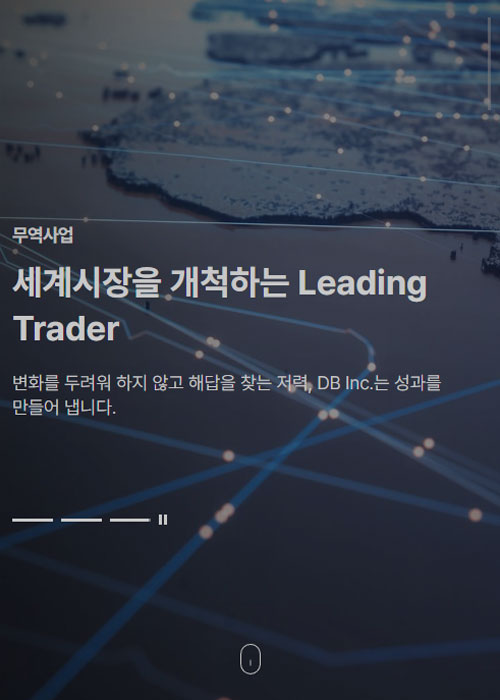 무역사업
세계시장을 개척하는 Leading
Trader
변화를 두려워 하지 않고 해답을 찾는 저력, DB Inc.는 성과를
만들어 냅니다.